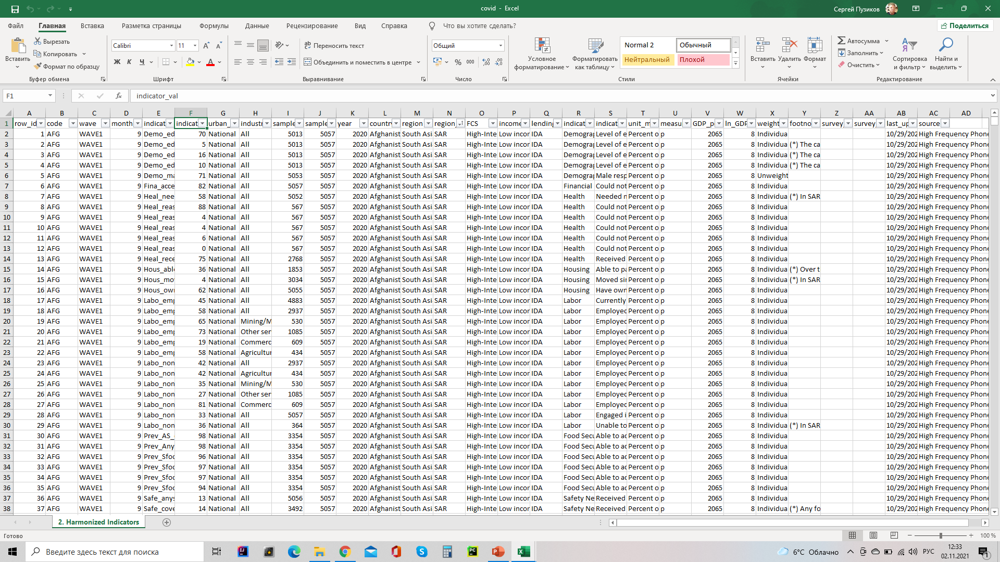 covid - Excel
Сергей Пузиков
Файл Главная Вставка Разметка страницы Формулы Данные Рецензирование Вид Справка Что вы хотите сделать? Поделиться
Вставить
Вырезать
Копировать
Формат по образцу
Буфер обмена
Calibri 11
Ж К Ч
Шрифт
Переносить текст
Объединить и поместить в центре
Выравнивание
Общий
% 000
Число
Условное форматирование
Форматировать как таблицу
Normal 2 Обычный
Нейтральный Плохой
Стили
Вставить Удалить Формат
Ячейки
Автосумма
Заполнить
Очистить
Сортировка и фильтр
Найти и выделить
Редактирование
F1 fx indicator_val
A B C D E F G H I J K L M N O P Q R S T U V W X Y Z AA AB AC AD
1 row_id code wave month indicat indicat urban_ industr sample sample year country region region_ FCS income lending indicat indicat unit_m measu GDP_p ln_GDP weight footno survey_ survey_ last_up source
2 1 AFG WAVE1 9 Demo_ed 70 National All 5013 5057 2020 Afghanist South Asi SAR High-Inte Low incor IDA Demograp Level of e Percent o p 2065 8 Individua 10/29/202 High Frequency Phone
3 2 AFG WAVE1 9 Demo_ed 5 National All 5013 5057 2020 Afghanist South Asi SAR High-Inte Low incor IDA Demograp Level of e Percent o p 2065 8 Individua (*) The ca 10/29/202 High Frequency Phone
4 3 AFG WAVE1 9 Demo_ed 16 National All 5013 5057 2020 Afghanist South Asi SAR High-Inte Low incor IDA Demograp Level of e Percent o p 2065 8 Individua (*) The ca 10/29/202 High Frequency Phone
5 4 AFG WAVE1 9 Demo_ed 10 National All 5013 5057 2020 Afghanist South Asi SAR High-Inte Low incor IDA Demograp Level of e Percent o p 2065 8 Individua (*) The ca 10/29/202 High Frequency Phone
6 5 AFG WAVE1 9 Demo_ma 71 National All 5053 5057 2020 Afghanist South Asi SAR High-Inte Low incor IDA Demograp Male resp Percent o p 2065 8 Unweight 10/29/202 High Frequency Phone
7 6 AFG WAVE1 9 Fina_acce 82 National All 5057 5057 2020 Afghanist South Asi SAR High-Inte Low incor IDA Financial Could not Percent o p 2065 8 Individua 10/29/202 High Frequency Phone
8 7 AFG WAVE1 9 Heal_nee 58 National All 5052 5057 2020 Afghanist South Asi SAR High-Inte Low incor IDA Health Needed n Percent o p 2065 8 Individua (*) In SAR 10/29/202 High Frequency Phone
9 8 AFG WAVE1 9 Heal_reas 88 National All 567 5057 2020 Afghanist South Asi SAR High-Inte Low incor IDA Health Could not Percent o p 2065 8 Individua 10/29/202 High Frequency Phone
10 9 AFG WAVE1 9 Heal_reas 4 National All 567 5057 2020 Afghanist South Asi SAR High-Inte Low incor IDA Health Could not Percent o p 2065 8 Individua 10/29/202 High Frequency Phone
11 10 AFG WAVE1 9 Heal_reas 4 National All 567 5057 2020 Afghanist South Asi SAR High-Inte Low incor IDA Health Could not Percent o p 2065 8 Individua 10/29/202 High Frequency Phone
12 11 AFG WAVE1 9 Heal_reas 6 National All 567 5057 2020 Afghanist South Asi SAR High-Inte Low incor IDA Health Could not Percent o p 2065 8 Individua 10/29/202 High Frequency Phone
13 12 AFG WAVE1 9 Heal_reas 0 National All 567 5057 2020 Afghanist South Asi SAR High-Inte Low incor IDA Health Could not Percent o p 2065 8 Individua 10/29/202 High Frequency Phone
14 13 AFG WAVE1 9 Heal_rece 75 National All 2768 5057 2020 Afghanist South Asi SAR High-Inte Low incor IDA Health Received Percent o p 2065 8 Individua 10/29/202 High Frequency Phone
15 14 AFG WAVE1 9 Hous_abl 36 National All 1853 5057 2020 Afghanist South Asi SAR High-Inte Low incor IDA Housing Able to pa Percent o p 2065 8 Individua (*) Over t 10/29/202 High Frequency Phone
16 15 AFG WAVE1 9 Hous_mo 4 National All 3034 5057 2020 Afghanist South Asi SAR High-Inte Low incor IDA Housing Moved sin Percent o p 2065 8 Individua (*) In SAR 10/29/202 High Frequency Phone
17 16 AFG WAVE1 9 Hous_ow 62 National All 5055 5057 2020 Afghanist South Asi SAR High-Inte Low incor IDA Housing Have own Percent o p 2065 8 Individua 10/29/202 High Frequency Phone
18 17 AFG WAVE1 9 Labo_emp 45 National All 4883 5057 2020 Afghanist South Asi SAR High-Inte Low incor IDA Labor Currently Percent o p 2065 8 Individua 10/29/202 High Frequency Phone
19 18 AFG WAVE1 9 Labo_emp 58 National All 2937 5057 2020 Afghanist South Asi SAR High-Inte Low incor IDA Labor Employed Percent o p 2065 8 Individua 10/29/202 High Frequency Phone
20 19 AFG WAVE1 9 Labo_emp 65 National Mining/M 530 5057 2020 Afghanist South Asi SAR High-Inte Low incor IDA Labor Employed Percent o p 2065 8 Individua 10/29/202 High Frequency Phone
21 20 AFG WAVE1 9 Labo_emp 73 National Other ser 1085 5057 2020 Afghanist South Asi SAR High-Inte Low incor IDA Labor Employed Percent o p 2065 8 Individua 10/29/202 High Frequency Phone
22 21 AFG WAVE1 9 Labo_emp 19 National Commerc 609 5057 2020 Afghanist South Asi SAR High-Inte Low incor IDA Labor Employed Percent o p 2065 8 Individua 10/29/202 High Frequency Phone
23 22 AFG WAVE1 9 Labo_emp 58 National Agricultur 434 5057 2020 Afghanist South Asi SAR High-Inte Low incor IDA Labor Employed Percent o p 2065 8 Individua 10/29/202 High Frequency Phone
24 23 AFG WAVE1 9 Labo_non 42 National All 2937 5057 2020 Afghanist South Asi SAR High-Inte Low incor IDA Labor Employed Percent o p 2065 8 Individua 10/29/202 High Frequency Phone
25 24 AFG WAVE1 9 Labo_non 42 National Agricultur 434 5057 2020 Afghanist South Asi SAR High-Inte Low incor IDA Labor Employed Percent o p 2065 8 Individua 10/29/202 High Frequency Phone
26 25 AFG WAVE1 9 Labo_non 35 National Mining/M 530 5057 2020 Afghanist South Asi SAR High-Inte Low incor IDA Labor Employed Percent o p 2065 8 Individua 10/29/202 High Frequency Phone
27 26 AFG WAVE1 9 Labo_non 27 National Other ser 1085 5057 2020 Afghanist South Asi SAR High-Inte Low incor IDA Labor Employed Percent o p 2065 8 Individua 10/29/202 High Frequency Phone
28 27 AFG WAVE1 9 Labo_non 81 National Commerc 609 5057 2020 Afghanist South Asi SAR High-Inte Low incor IDA Labor Employed Percent o p 2065 8 Individua 10/29/202 High Frequency Phone
29 28 AFG WAVE1 9 Labo_non 33 National All 5057 5057 2020 Afghanist South Asi SAR High-Inte Low incor IDA Labor Engaged i Percent o p 2065 8 Individua 10/29/202 High Frequency Phone
30 29 AFG WAVE1 9 Labo_non 36 National All 364 5057 2020 Afghanist South Asi SAR High-Inte Low incor IDA Labor Unable to Percent o p 2065 8 Individua (*) In SAR 10/29/202 High Frequency Phone
31 30 AFG WAVE1 9 Prev_AS_ 98 National All 3354 5057 2020 Afghanist South Asi SAR High-Inte Low incor IDA Food Secu Able to ac Percent o p 2065 8 Individua 10/29/202 High Frequency Phone
32 31 AFG WAVE1 9 Prev_Any 98 National All 3354 5057 2020 Afghanist South Asi SAR High-Inte Low incor IDA Food Secu Able to ac Percent o p 2065 8 Individua 10/29/202 High Frequency Phone
33 32 AFG WAVE1 9 Prev_Sfoo 96 National All 3354 5057 2020 Afghanist South Asi SAR High-Inte Low incor IDA Food Secu Able to ac Percent o p 2065 8 Individua 10/29/202 High Frequency Phone
34 33 AFG WAVE1 9 Prev_Sfoo 97 National All 3354 5057 2020 Afghanist South Asi SAR High-Inte Low incor IDA Food Secu Able to ac Percent o p 2065 8 Individua 10/29/202 High Frequency Phone
35 34 AFG WAVE1 9 Prev_Sfoo 97 National All 3354 5057 2020 Afghanist South Asi SAR High-Inte Low incor IDA Food Secu Able to ac Percent o p 2065 8 Individua 10/29/202 High Frequency Phone
36 35 AFG WAVE1 9 Prev_Sfoo 94 National All 3354 5057 2020 Afghanist South Asi SAR High-Inte Low incor IDA Food Secu Able to ac Percent o p 2065 8 Individua 10/29/202 High Frequency Phone
37 36 AFG WAVE1 9 Safe_anys 13 National All 5056 5057 2020 Afghanist South Asi SAR High-Inte Low incor IDA Safety Ne Received Percent o p 2065 8 Individua 10/29/202 High Frequency Phone
38 37 AFG WAVE1 9 Safe_cove 14 National All 3492 5057 2020 Afghanist South Asi SAR High-Inte Low incor IDA Safety Ne Received Percent o p 2065 8 Individua (*) Any fo 10/29/202 High Frequency Phone
2. Harmonized Indicators
Готово 100 %
Введите здесь текст для поиска
6°C Облачно РУС 12:33
02.11.2021
1